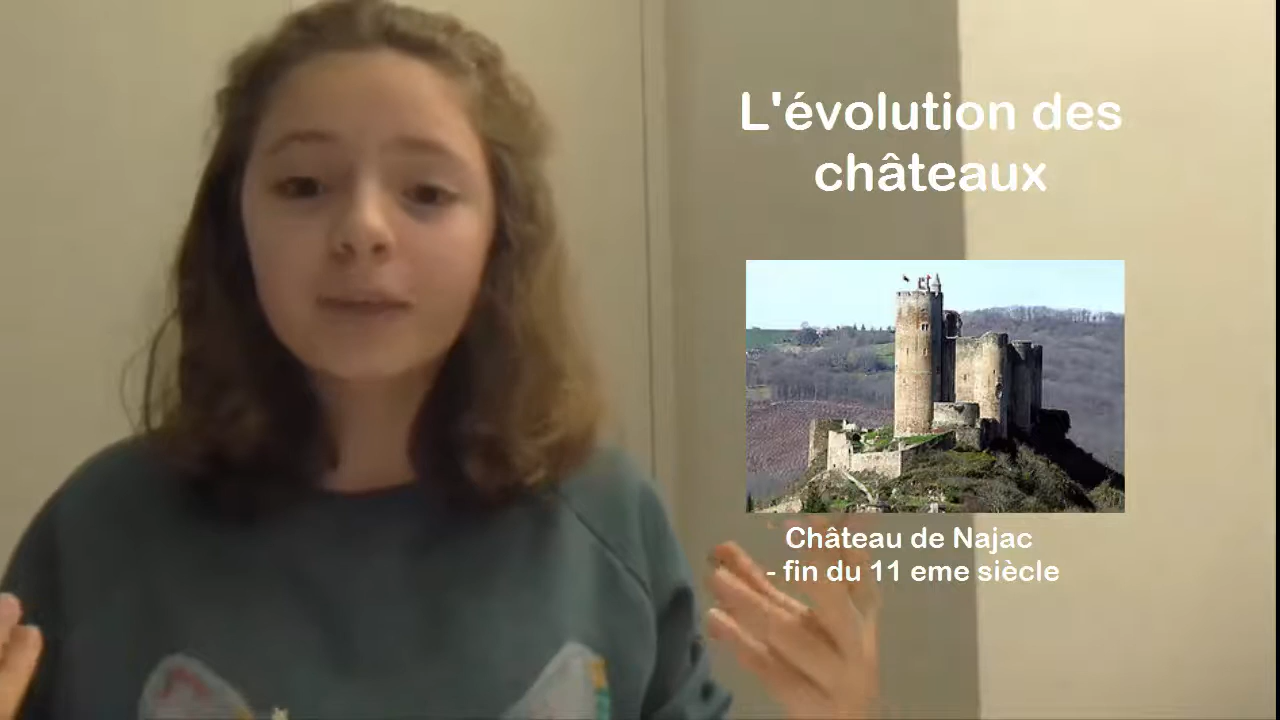 L'évolution des
châteaux
Château de Najac
- fin du 11 eme siècle